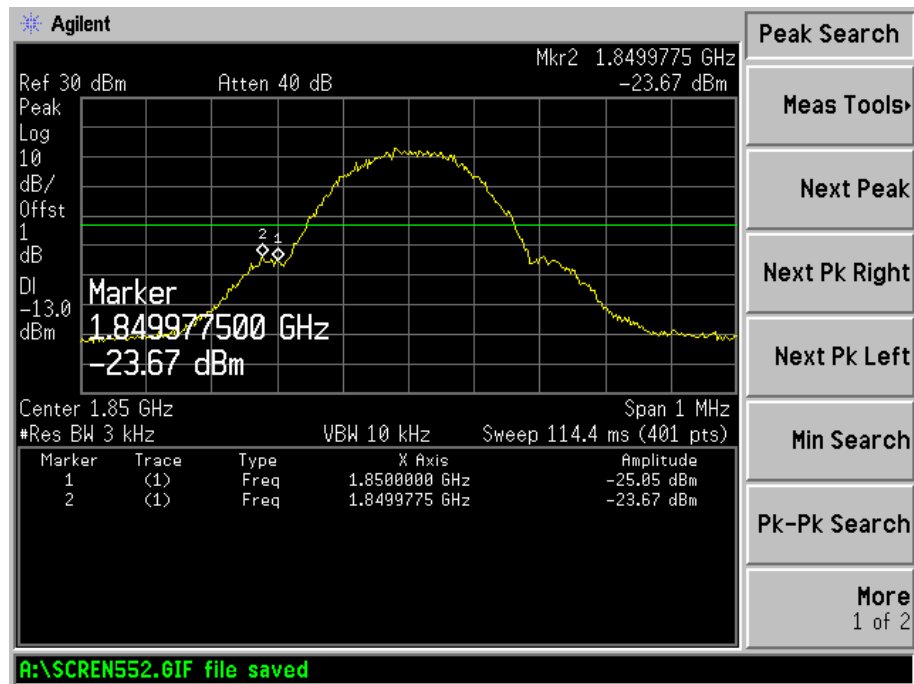 Agilent
Peak Search
Mkr2 1.8499775 GHz
Ref 30 dBm Atten 40 dB -23.67 dBm
Peak
Log
10
dB/
Offst
1
dB
DI
-13.0
dBm
2 1
Marker
1.849977500 GHz
-23.67 dBm
Center 1.85 GHz Span 1 MHz
#Res BW 3 kHz VBW 10 kHz Sweep 114.4 ms (401 pts)
Marker Trace Type X Axis Amplitude
1 (1) Freq 1.8500000 GHz -25.05 dBm
2 (1) Freq 1.8499775 GHz -23.67 dBm
Meas Tools
Next Peak
Next Pk Right
Next Pk Left
Min Search
Pk-Pk Search
More
1 of 2
A:\SCREN552.GIF file saved